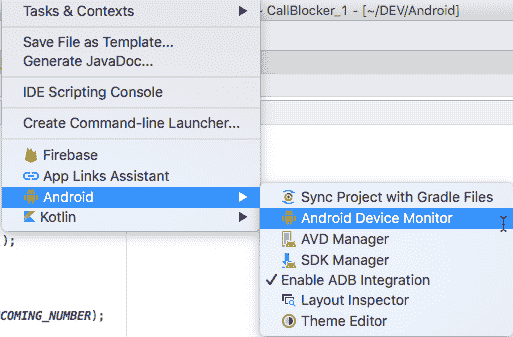 Tasks & Contexts
CallBlocker_1 - [~/DEV/Android]
Save File as Template...
Generate JavaDoc...
IDE Scripting Console
Create Command-line Launcher...
Firebase
App Links Assistant
Android
Kotlin
Sync Project with Gradle Files
Android Device Monitor
AVD Manager
SDK Manager
✓ Enable ADB Integration
Layout Inspector
Theme Editor
);
COMING_NUMBER);